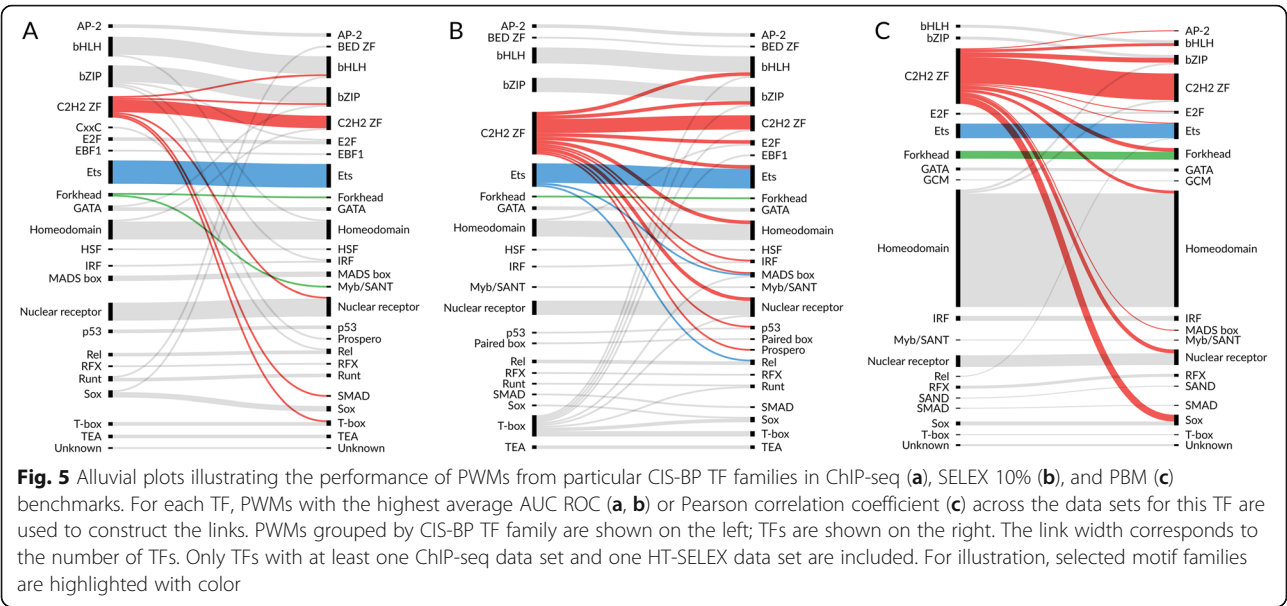 A
AP-2
bHLH
bZIP
C2H2 ZF
CxxC
E2F
EBF1
Ets
Forkhead
GATA
Homeodomain
HSF
IRF
MADS box
Nuclear receptor
p53
Rel
RFX
Runt
Sox
T-box
TEA
Unknown
AP-2
BED ZF
bHLH
bZIP
C2H2 ZF
E2F
EBF1
Ets
Forkhead
GATA
Homeodomain
HSF
IRF
MADS box
Myb/SANT
Nuclear receptor
p53
Prospero
Rel
RFX
Runt
SMAD
Sox
T-box
TEA
Unknown
B
AP-2
BED ZF
bHLH
bZIP
C2H2 ZF
Ets
Forkhead
GATA
Homeodomain
HSF
IRF
Myb/SANT
Nuclear receptor
p53
Paired box
Rel
RFX
Runt
SMAD
Sox
T-box
TEA
AP-2
BED ZF
bHLH
bZIP
C2H2 ZF
E2F
EBF1
Ets
Forkhead
GATA
Homeodomain
HSF
IRF
MADS box
Myb/SANT
Nuclear receptor
p53
Paired box
Prospero
Rel
RFX
Runt
SMAD
Sox
T-box
TEA
C
bHLH
bZIP
C2H2 ZF
E2F
Ets
Forkhead
GATA
GCM
Homeodomain
IRF
Myb/SANT
Nuclear receptor
Rel
RFX
SAND
SMAD
Sox
T-box
Unknown
AP-2
bHLH
bZIP
C2H2 ZF
E2F
Ets
Forkhead
GATA
GCM
Homeodomain
IRF
MADS box
Myb/SANT
Nuclear receptor
RFX
SAND
SMAD
Sox
T-box
Unknown
Fig. 5 Alluvial plots illustrating the performance of PWMs from particular CIS-BP TF families in ChIP-seq (a), SELEX 10% (b), and PBM (c)
benchmarks. For each TF, PWMs with the highest average AUC ROC (a, b) or Pearson correlation coefficient (c) across the data sets for this TF are
used to construct the links. PWMs grouped by CIS-BP TF family are shown on the left; TFs are shown on the right. The link width corresponds to
the number of TFs. Only TFs with at least one ChIP-seq data set and one HT-SELEX data set are included. For illustration, selected motif families
are highlighted with color